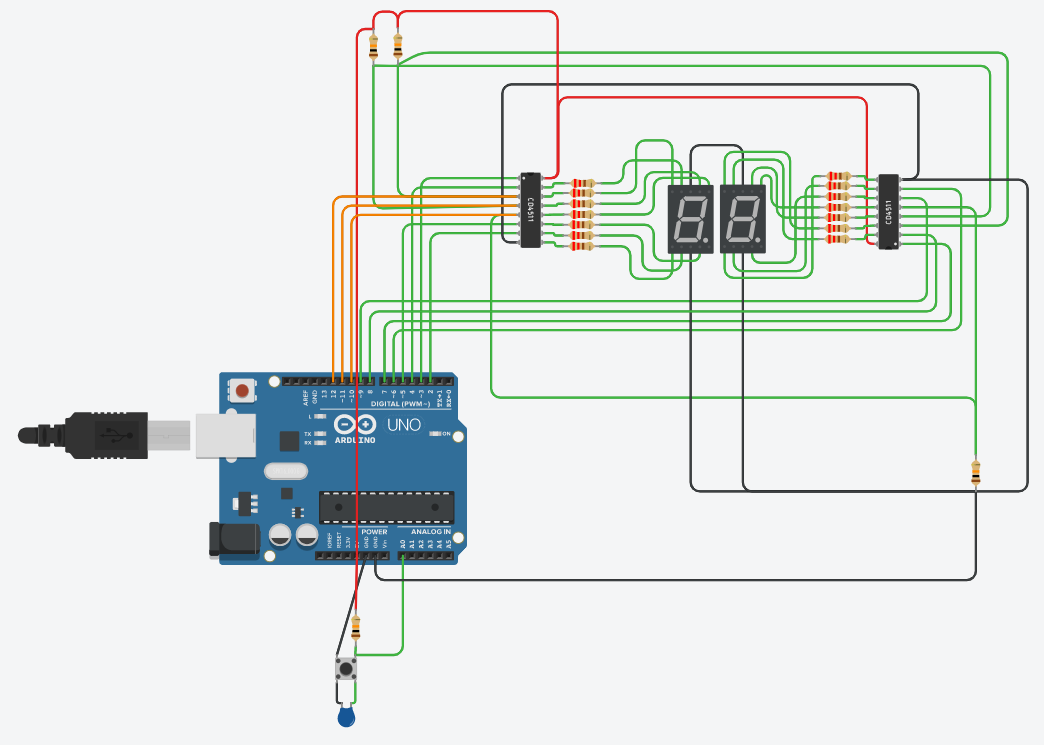 CD4511
CD4511
AREF
GND
13
12
~11
~10
~9
8
7
~6
~5
4
~3
2
TX→1
RX←0
DIGITAL (PWM~)
L
TX
RX
ARDUINO
UNO
ON
POWER
ANALOG IN
IOREF
RESET
3.3V
GND
GND
Vin
A0
A1
A2
A3
A4
A5